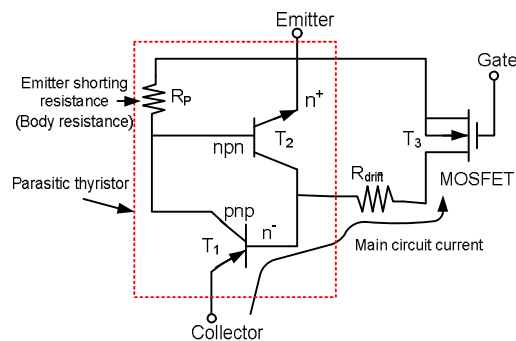 Emitter
Gate
Emitter shorting
resistance
(Body resistance)
RP
n+
T2
T3
npn
Rdrift
MOSFET
Parasitic thyristor
pnp
n-
T1
Main circuit current
Collector